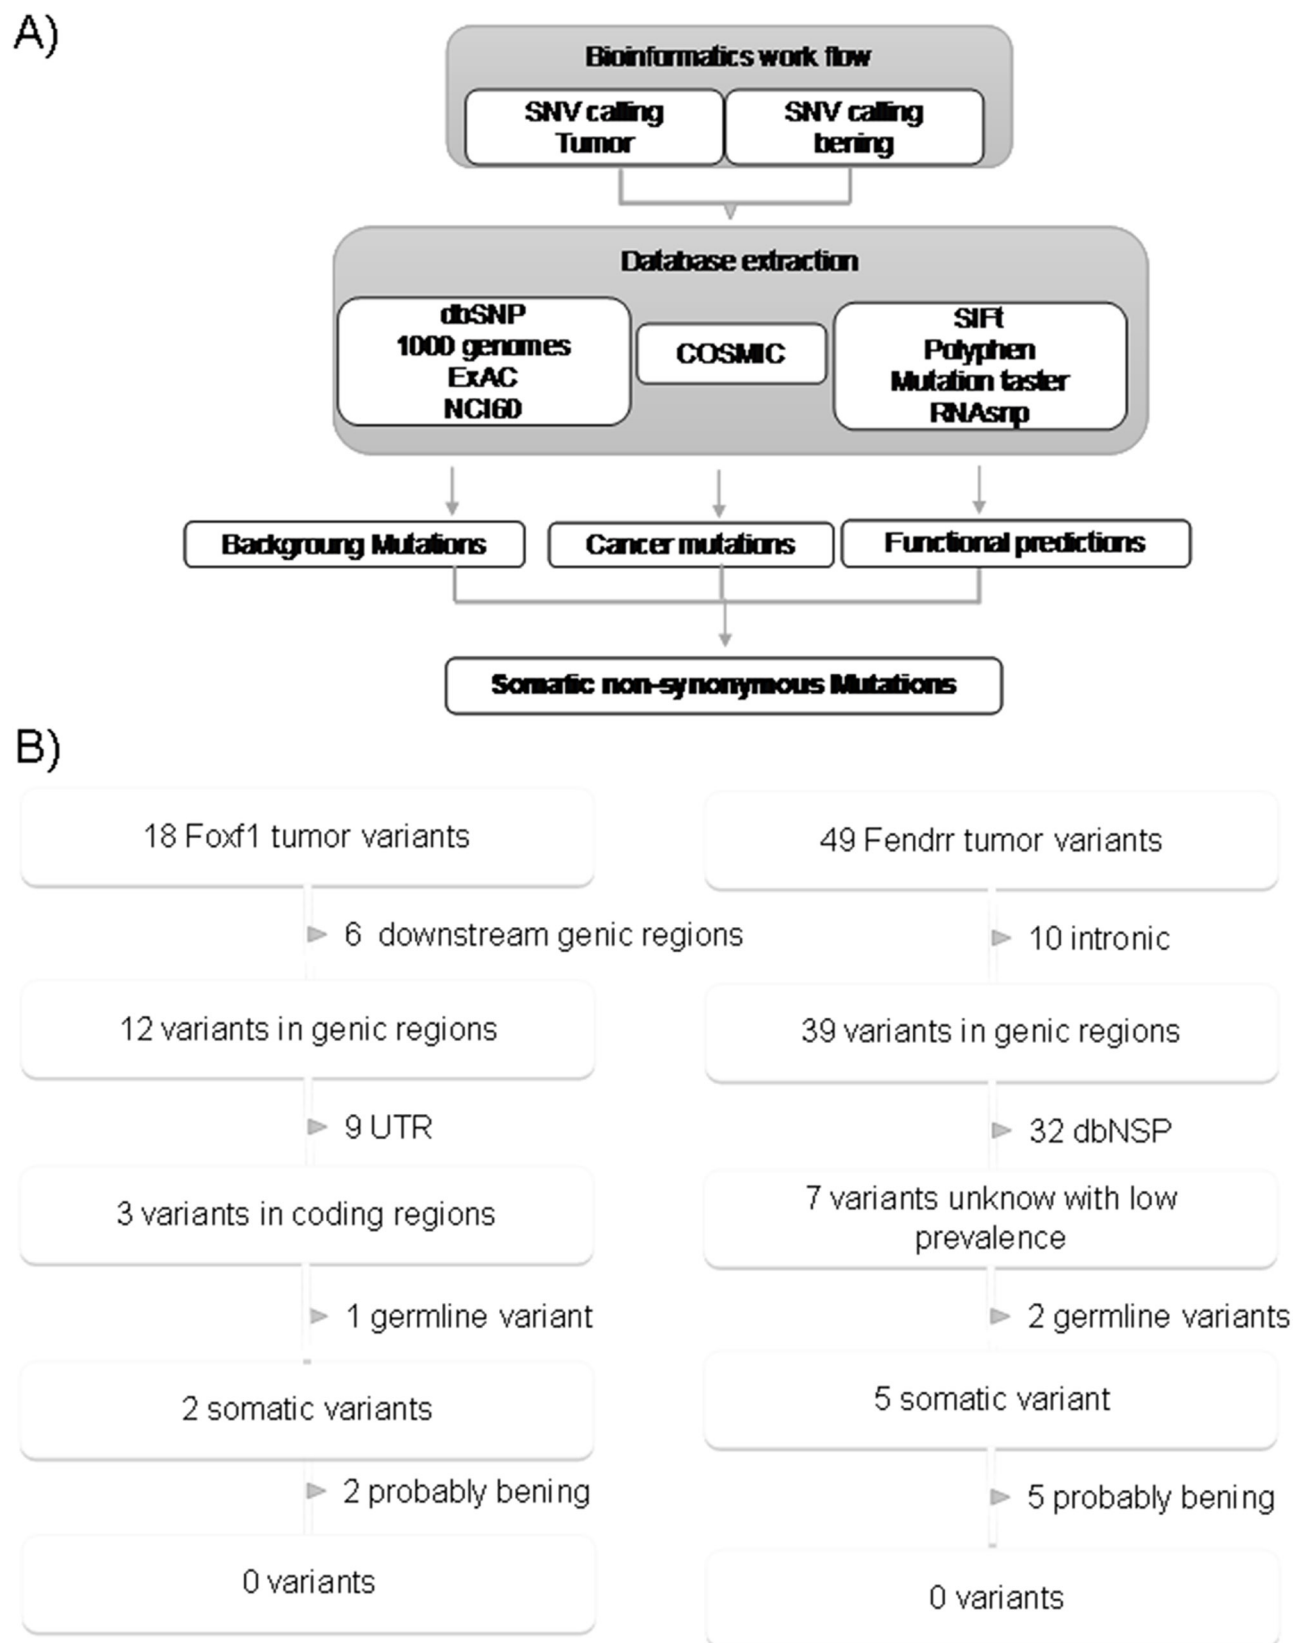 A)
Bioinformatics work flow
SNV calling
Tumor
SNV calling
bening
Database extraction
dbSNP
1000 genomes
ExAC
NCI60
COSMIC
SIFt
Polyphen
Mutation taster
RNAsnp
Backgroung Mutations
Cancer mutations
Functional predictions
Somatic non-synonymous Mutations
B)
18 Foxf1 tumor variants
6 downstream genic regions
12 variants in genic regions
9 UTR
3 variants in coding regions
1 germline variant
2 somatic variants
2 probably bening
0 variants
49 Fendrr tumor variants
10 intronic
39 variants in genic regions
32 dbNSP
7 variants unknow with low
prevalence
2 germline variants
5 somatic variant
5 probably bening
0 variants